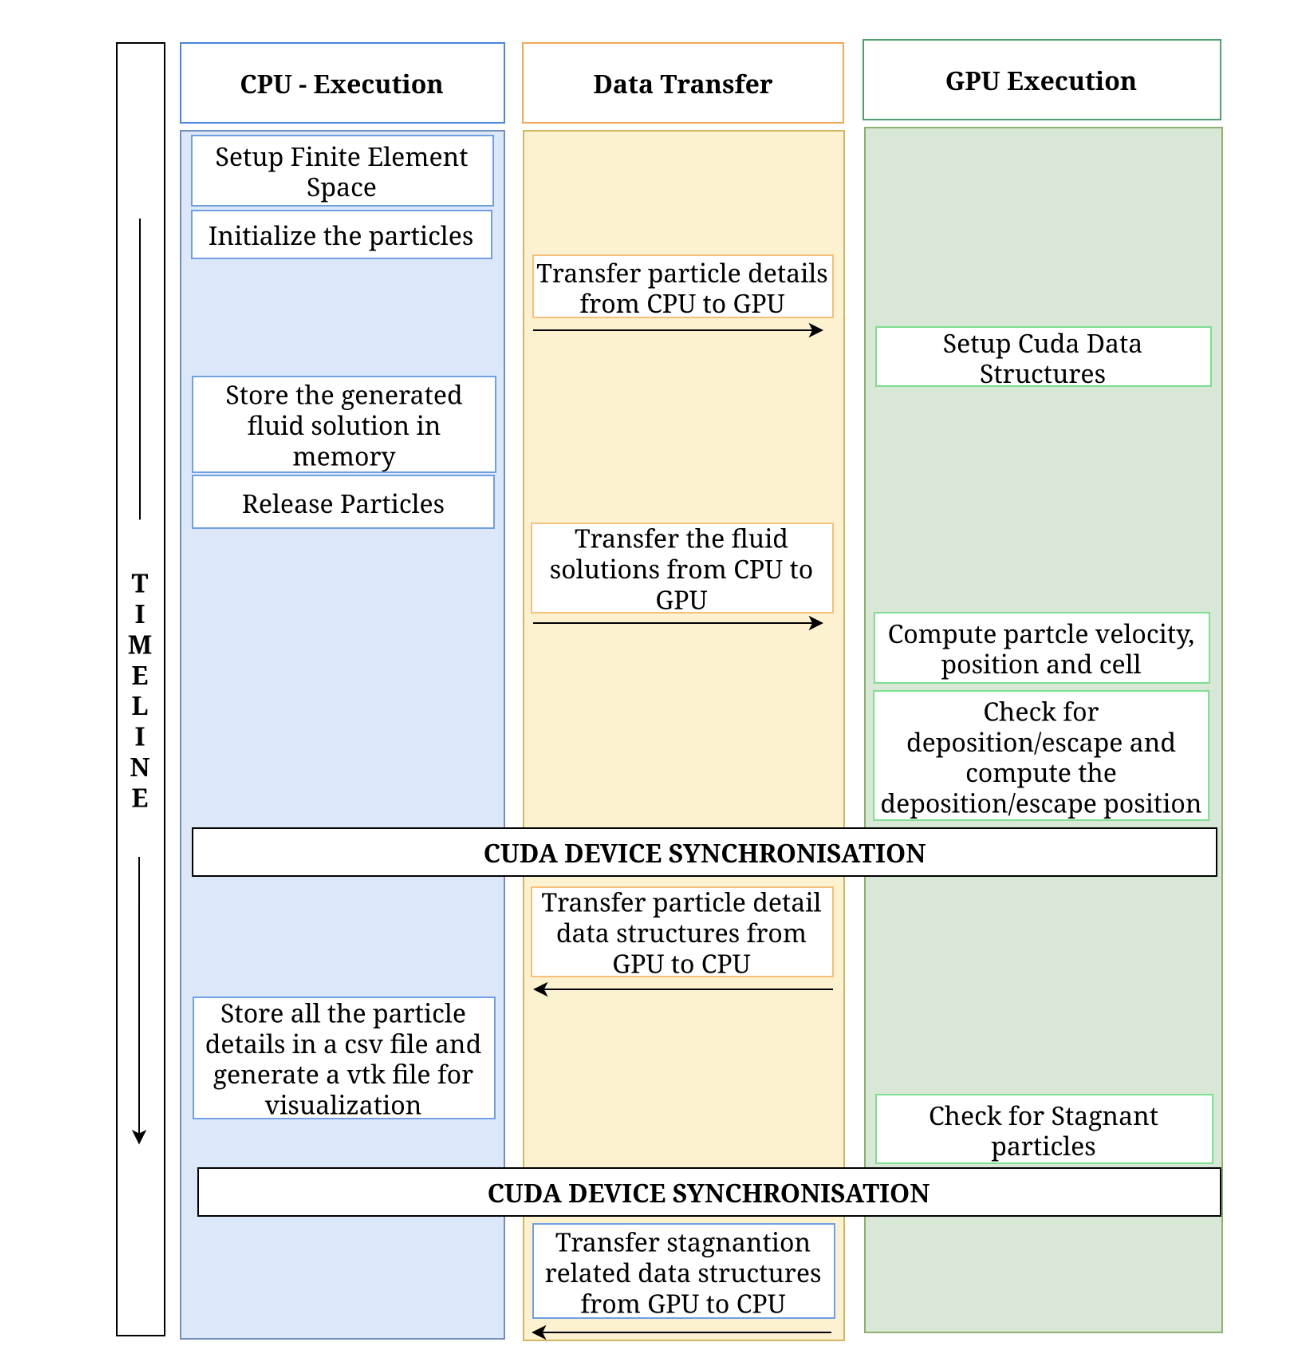 CPU - Execution
Data Transfer
GPU Execution
Setup Finite Element
Space
Initialize the particles
Transfer particle details
from CPU to GPU
Setup Cuda Data
Structures
Store the generated
fluid solution in
memory
Release Particles
Transfer the fluid
solutions from CPU to
GPU
T
I
M
E
L
I
N
E
Compute partcle velocity,
position and cell
Check for
deposition/escape and
compute the
deposition/escape position
CUDA DEVICE SYNCHRONISATION
Transfer particle detail
data structures from
GPU to CPU
Store all the particle
details in a csv file and
generate a vtk file for
visualization
Check for Stagnant
particles
CUDA DEVICE SYNCHRONISATION
Transfer stagnantion
related data structures
from GPU to CPU